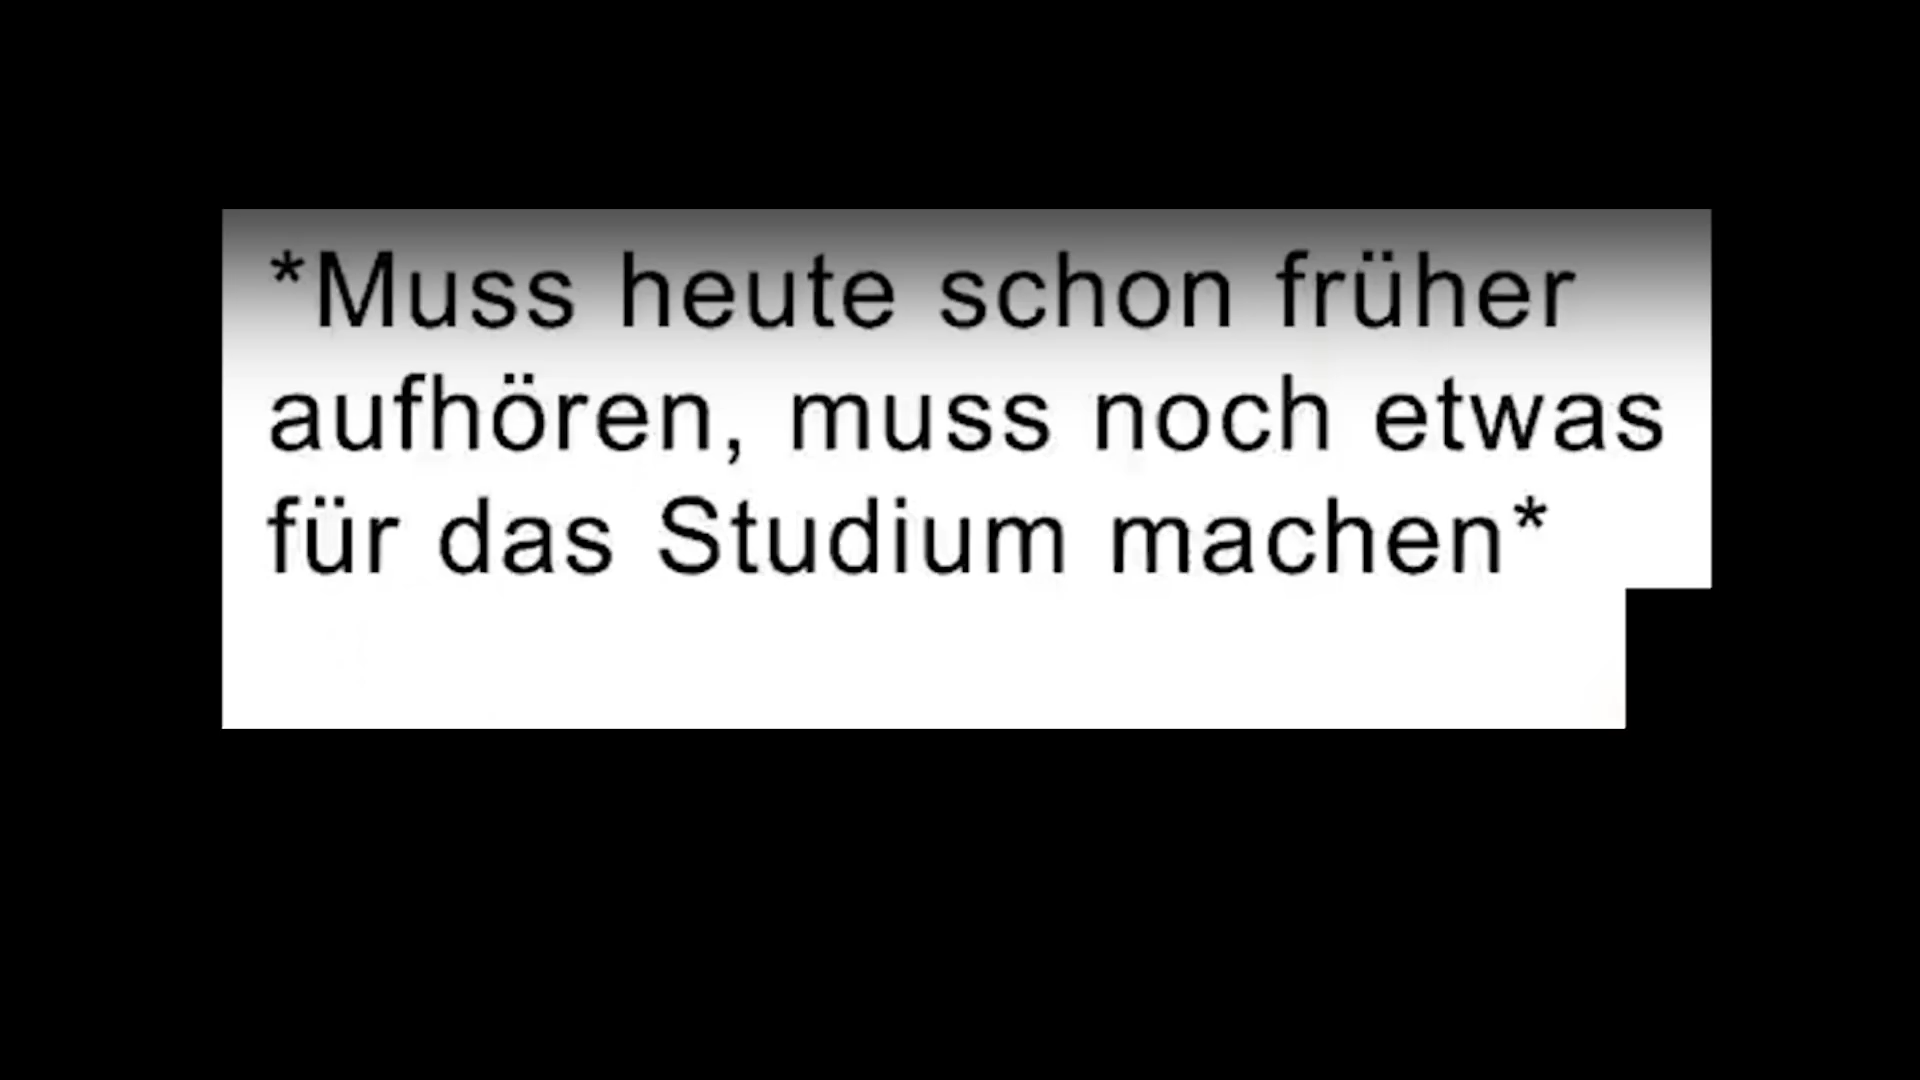 *Muss heute schon früher
aufhören, muss noch etwas
für das Studium machen*